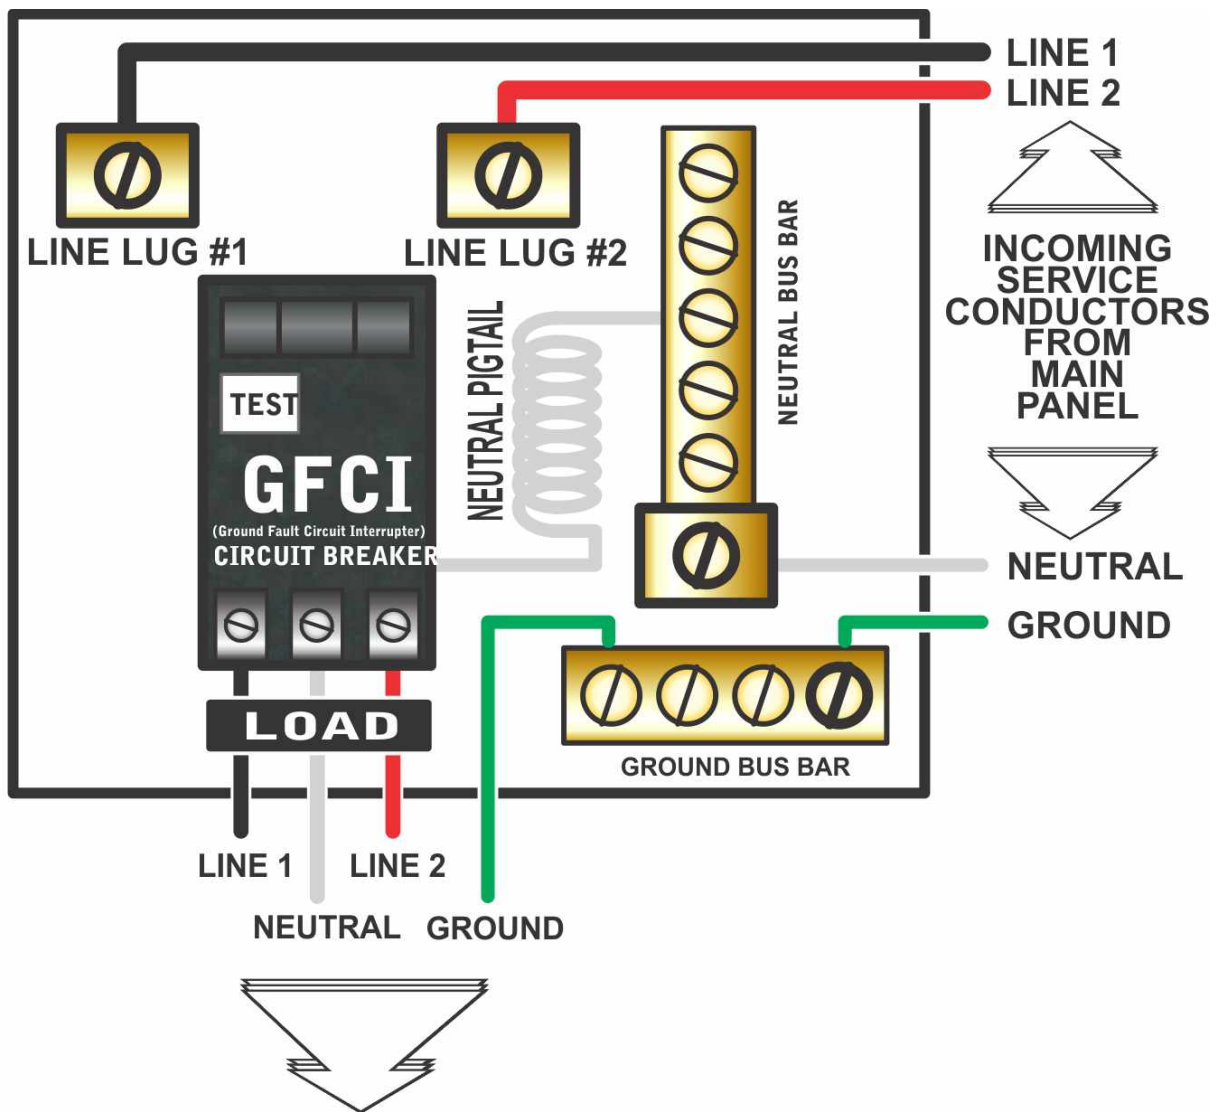 LINE 1
LINE 2
LINE LUG #1
LINE LUG #2
NEUTRAL BUS BAR
INCOMING
SERVICE
CONDUCTORS
FROM
MAIN
PANEL
NEUTRAL PIGTAIL
TEST
GFCI
(Ground Fault Circuit Interrupter)
CIRCUIT BREAKER
NEUTRAL
GROUND
LOAD
GROUND BUS BAR
LINE 1
LINE 2
NEUTRAL
GROUND